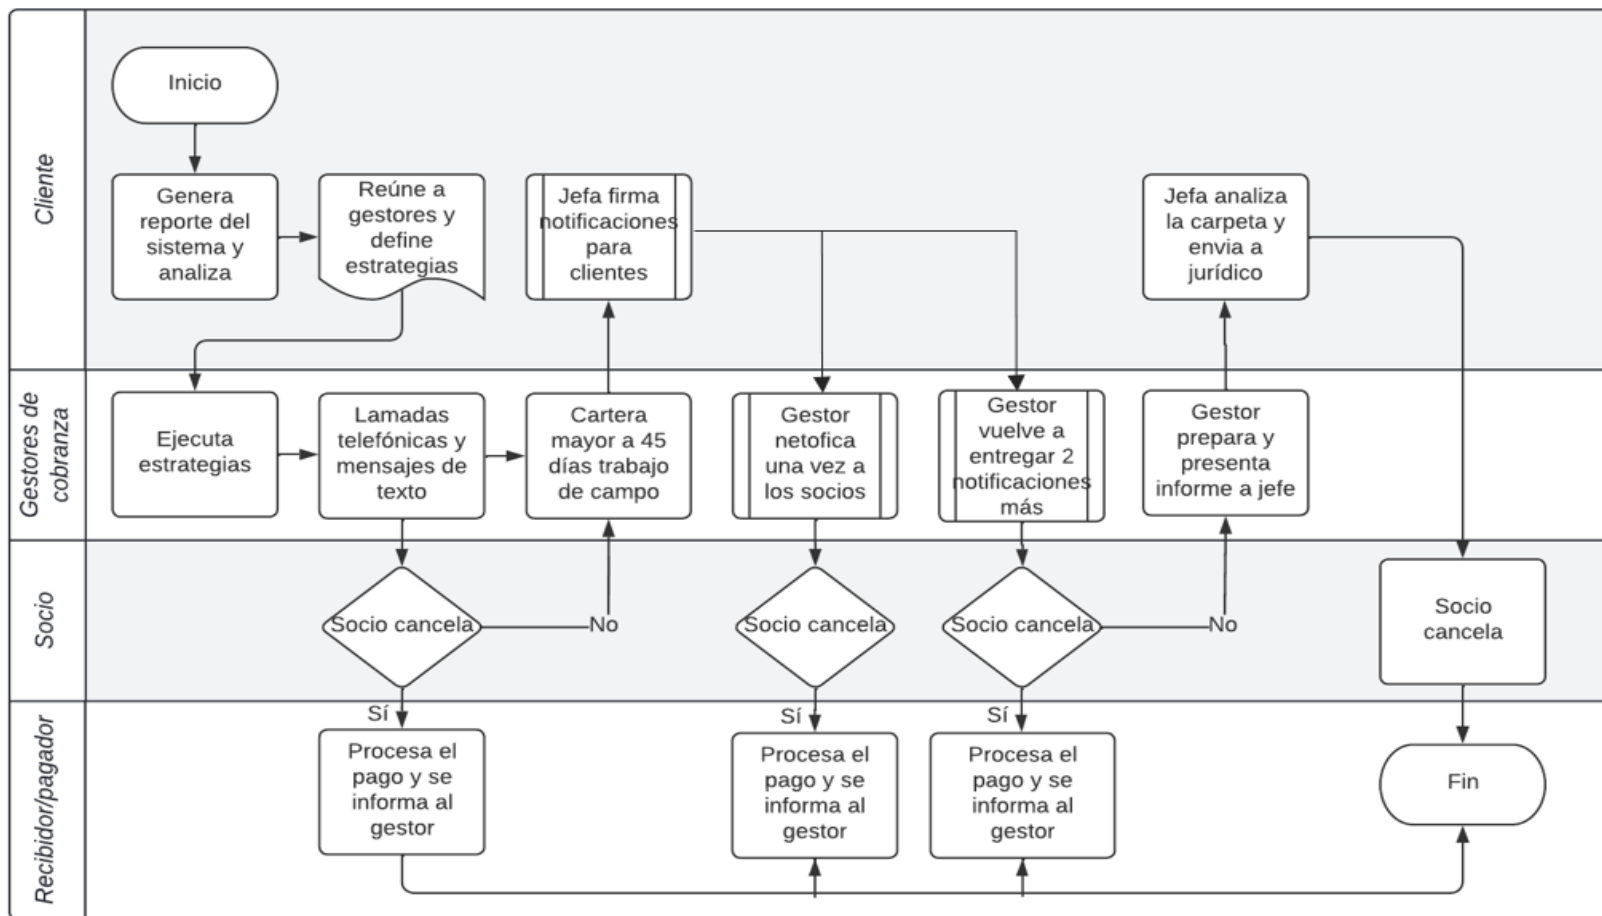 Cliente
Inicio
Genera
reporte del
sistema y
analiza
Reúne a
gestores y
define
estrategias
Jefa firma
notificaciones
para
clientes
Jefa analiza
la carpeta y
envia a
jurídico
Gestores de
cobranza
Ejecuta
estrategias
Lamadas
telefónicas y
mensajes de
texto
Cartera
mayor a 45
días trabajo
de campo
Gestor
netofica
una vez a
los socios
Gestor
vuelve a
entregar 2
notificaciones
más
Gestor
prepara y
presenta
informe a jefe
Socio
Socio cancela
No
Socio cancela
Socio cancela
No
Socio
cancela
Recibidor/pagador
Sí
Procesa el
pago y se
informa al
gestor
Sí
Procesa el
pago y se
informa al
gestor
Sí
Procesa el
pago y se
informa al
gestor
Fin